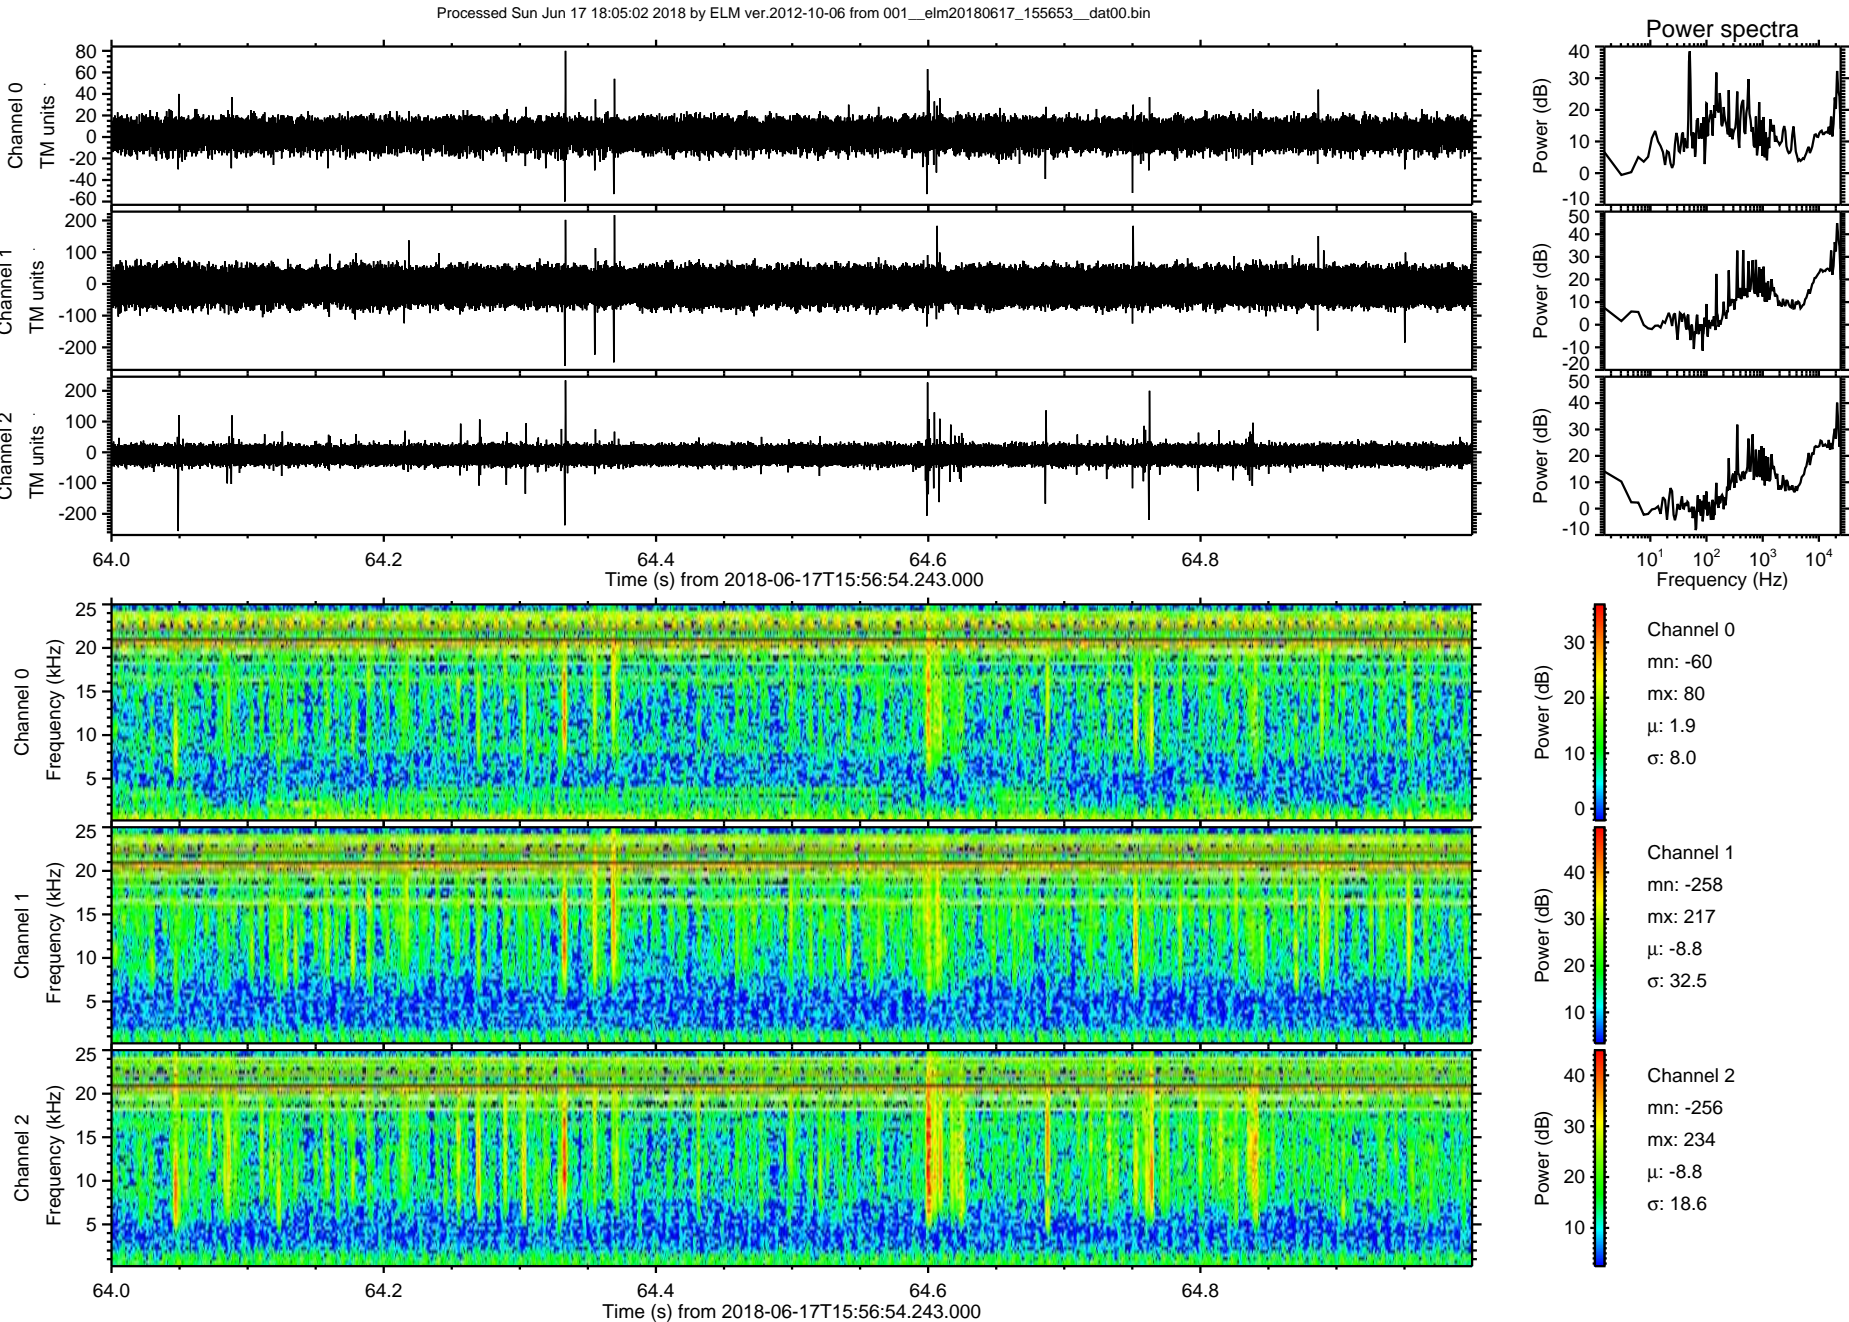 Processed Sun Jun 17 18:05:02 2018 by ELM ver.2012-10-06 from 001__elm20180617_155653__dat00.bin
Power spectra
Channel 0
TM units
80
60
40
20
0
-20
-40
-60
Power (dB)
40
30
20
10
0
-10
Channel 1
TM units
200
100
0
-100
-200
Power (dB)
50
40
30
20
10
0
-10
-20
Channel 2
TM units
200
100
0
-100
-200
Power (dB)
50
40
30
20
10
0
-10
64.0 64.2 64.4 64.6 64.8
Time (s) from 2018-06-17T15:56:54.243.000
10^1 10^2 10^3 10^4
Frequency (Hz)
Channel 0
Frequency (kHz)
25
20
15
10
5
Power (dB)
30
20
10
0
Channel 0
mn: -60
mx: 80
μ: 1.9
σ: 8.0
Channel 1
Frequency (kHz)
25
20
15
10
5
Power (dB)
40
30
20
10
Channel 1
mn: -258
mx: 217
μ: -8.8
σ: 32.5
Channel 2
Frequency (kHz)
25
20
15
10
5
Power (dB)
40
30
20
10
Channel 2
mn: -256
mx: 234
μ: -8.8
σ: 18.6
64.0 64.2 64.4 64.6 64.8
Time (s) from 2018-06-17T15:56:54.243.000